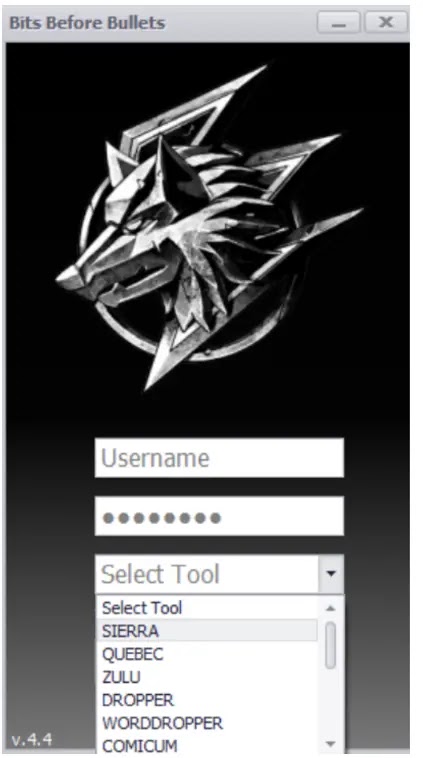 Bits Before Bullets
Username
●●●●●●●●
Select Tool
Select Tool
SIERRA
QUEBEC
ZULU
DROPPER
WORDDROPPER
COMICUM
v.4.4